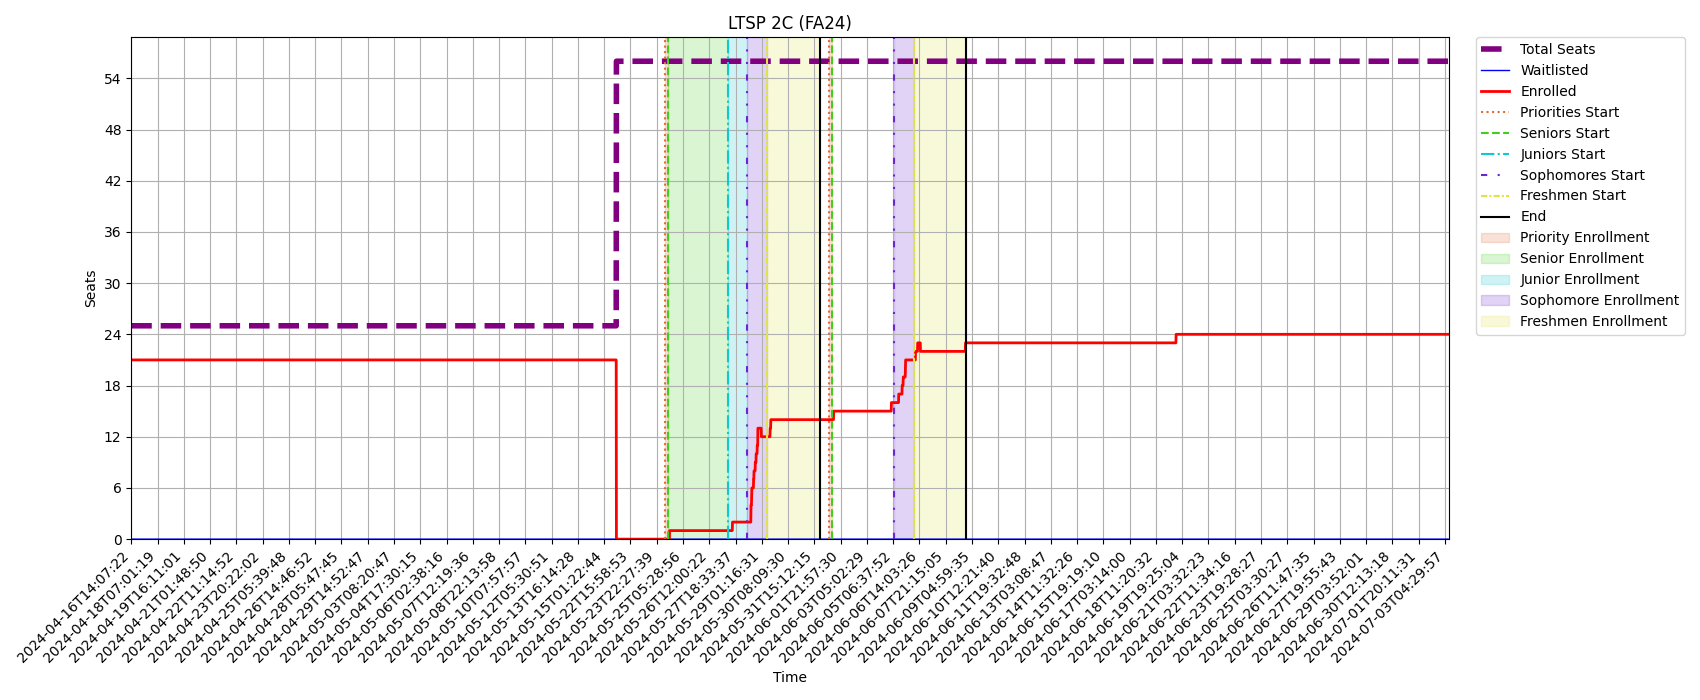 LTSP 2C (FA24)
Seats
54
48
42
36
30
24
18
12
6
0
2024-04-16T14:07:22
2024-04-18T07:01:19
2024-04-19T16:11:01
2024-04-21T01:48:50
2024-04-22T11:14:52
2024-04-23T20:22:02
2024-04-25T05:39:48
2024-04-26T14:46:52
2024-04-28T05:47:45
2024-04-29T14:52:47
2024-05-03T08:20:47
2024-05-04T17:30:15
2024-05-06T02:38:16
2024-05-07T12:19:36
2024-05-08T22:13:58
2024-05-10T07:57:57
2024-05-12T05:30:51
2024-05-13T16:14:28
2024-05-15T01:22:44
2024-05-22T15:58:53
2024-05-23T22:27:39
2024-05-25T05:28:56
2024-05-26T12:00:22
2024-05-27T18:33:37
2024-05-29T01:16:31
2024-05-30T08:09:30
2024-05-31T15:12:15
2024-06-01T21:57:30
2024-06-03T05:02:29
2024-06-05T06:37:52
2024-06-06T14:03:26
2024-06-07T21:15:05
2024-06-09T04:59:35
2024-06-10T12:21:40
2024-06-11T19:32:48
2024-06-13T03:08:47
2024-06-14T11:32:26
2024-06-15T19:19:10
2024-06-17T03:14:00
2024-06-18T11:20:32
2024-06-19T19:25:04
2024-06-21T03:32:23
2024-06-22T11:34:16
2024-06-23T19:28:27
2024-06-25T03:30:27
2024-06-26T11:47:35
2024-06-27T19:55:43
2024-06-29T03:52:01
2024-06-30T12:13:18
2024-07-01T20:11:31
2024-07-03T04:29:57
Time
Total Seats
Waitlisted
Enrolled
Priorities Start
Seniors Start
Juniors Start
Sophomores Start
Freshmen Start
End
Priority Enrollment
Senior Enrollment
Junior Enrollment
Sophomore Enrollment
Freshmen Enrollment